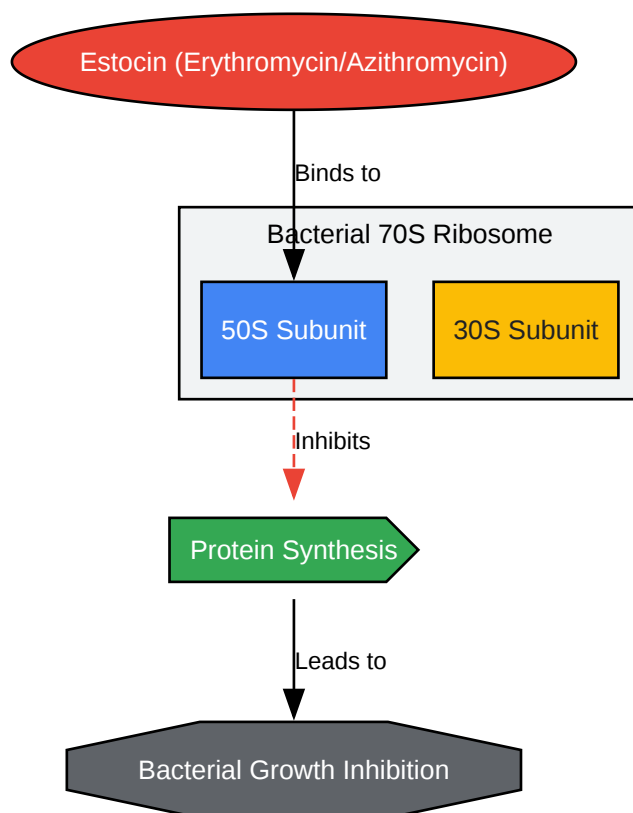 Estocin (Erythromycin/Azithromycin)
Binds to
Bacterial 70S Ribosome
50S Subunit
30S Subunit
Inhibits
Protein Synthesis
Leads to
Bacterial Growth Inhibition